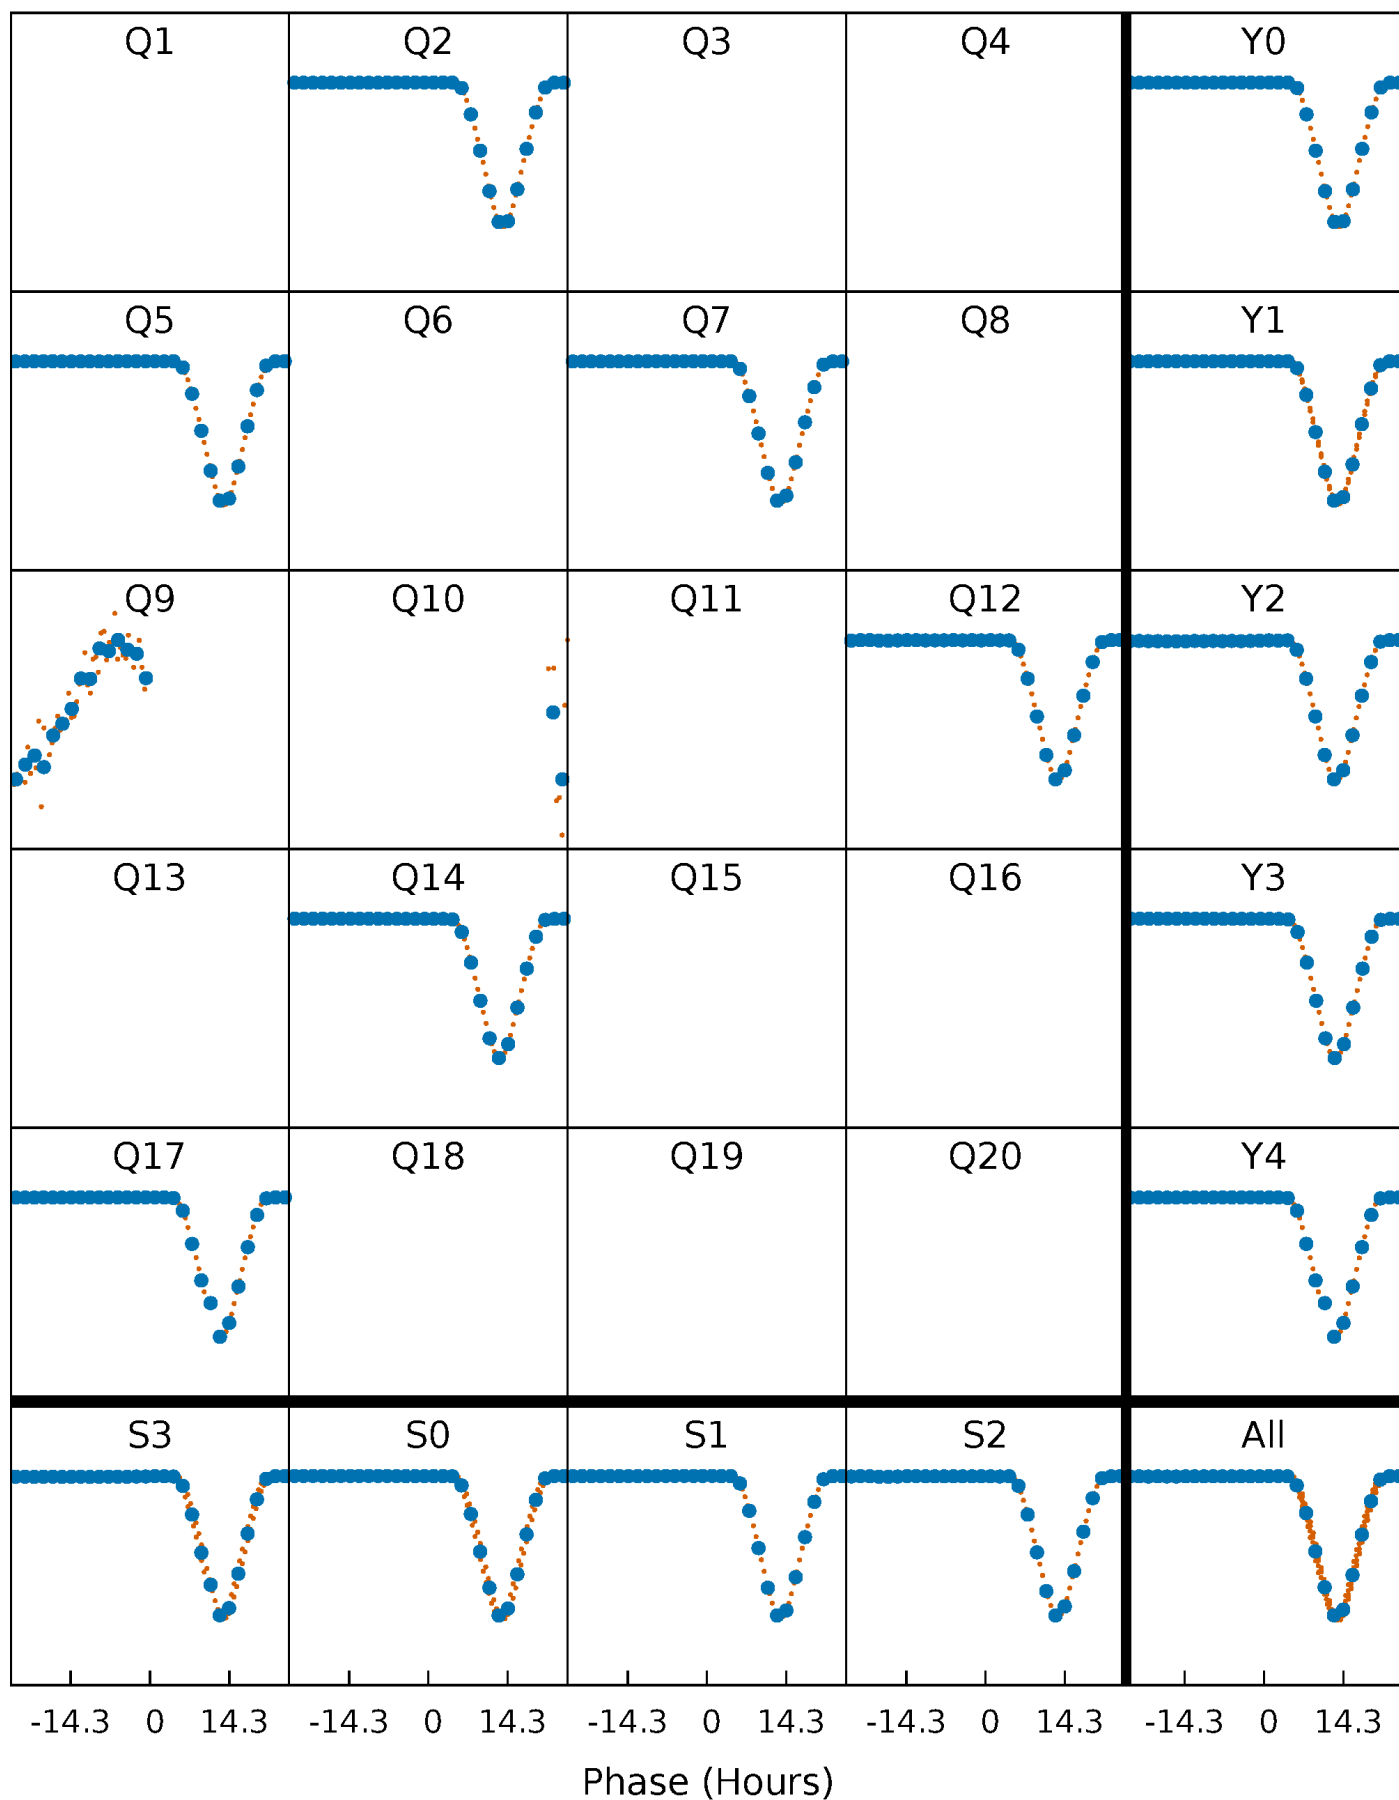 Q1 Q2 Q3 Q4 Y0
Q5 Q6 Q7 Q8 Y1
Q9 Q10 Q11 Q12 Y2
Q13 Q14 Q15 Q16 Y3
Q17 Q18 Q19 Q20 Y4
S3 S0 S1 S2 All
-14.3 0 14.3 -14.3 0 14.3 -14.3 0 14.3 -14.3 0 14.3 -14.3 0 14.3
Phase (Hours)